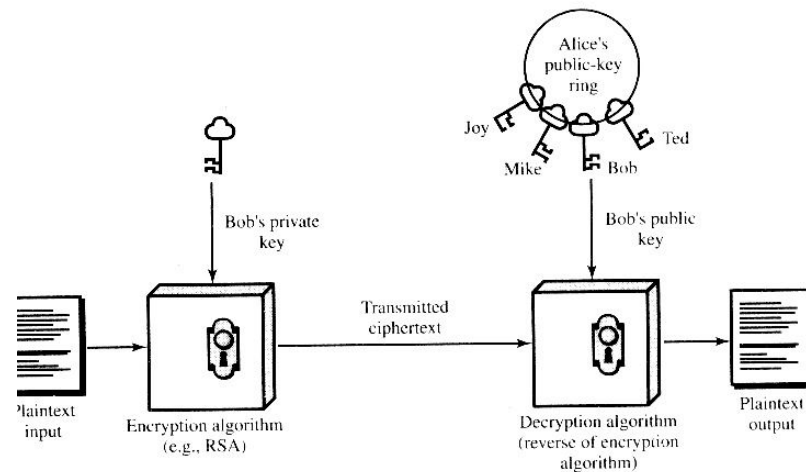 Alice's
public-key
ring
Joy
Mike
Bob
Ted
Bob's private
key
Bob's public
key
Transmitted
ciphertext
Plaintext
input
Encryption algorithm
(e.g., RSA)
Decryption algorithm
(reverse of encryption
algorithm)
Plaintext
output